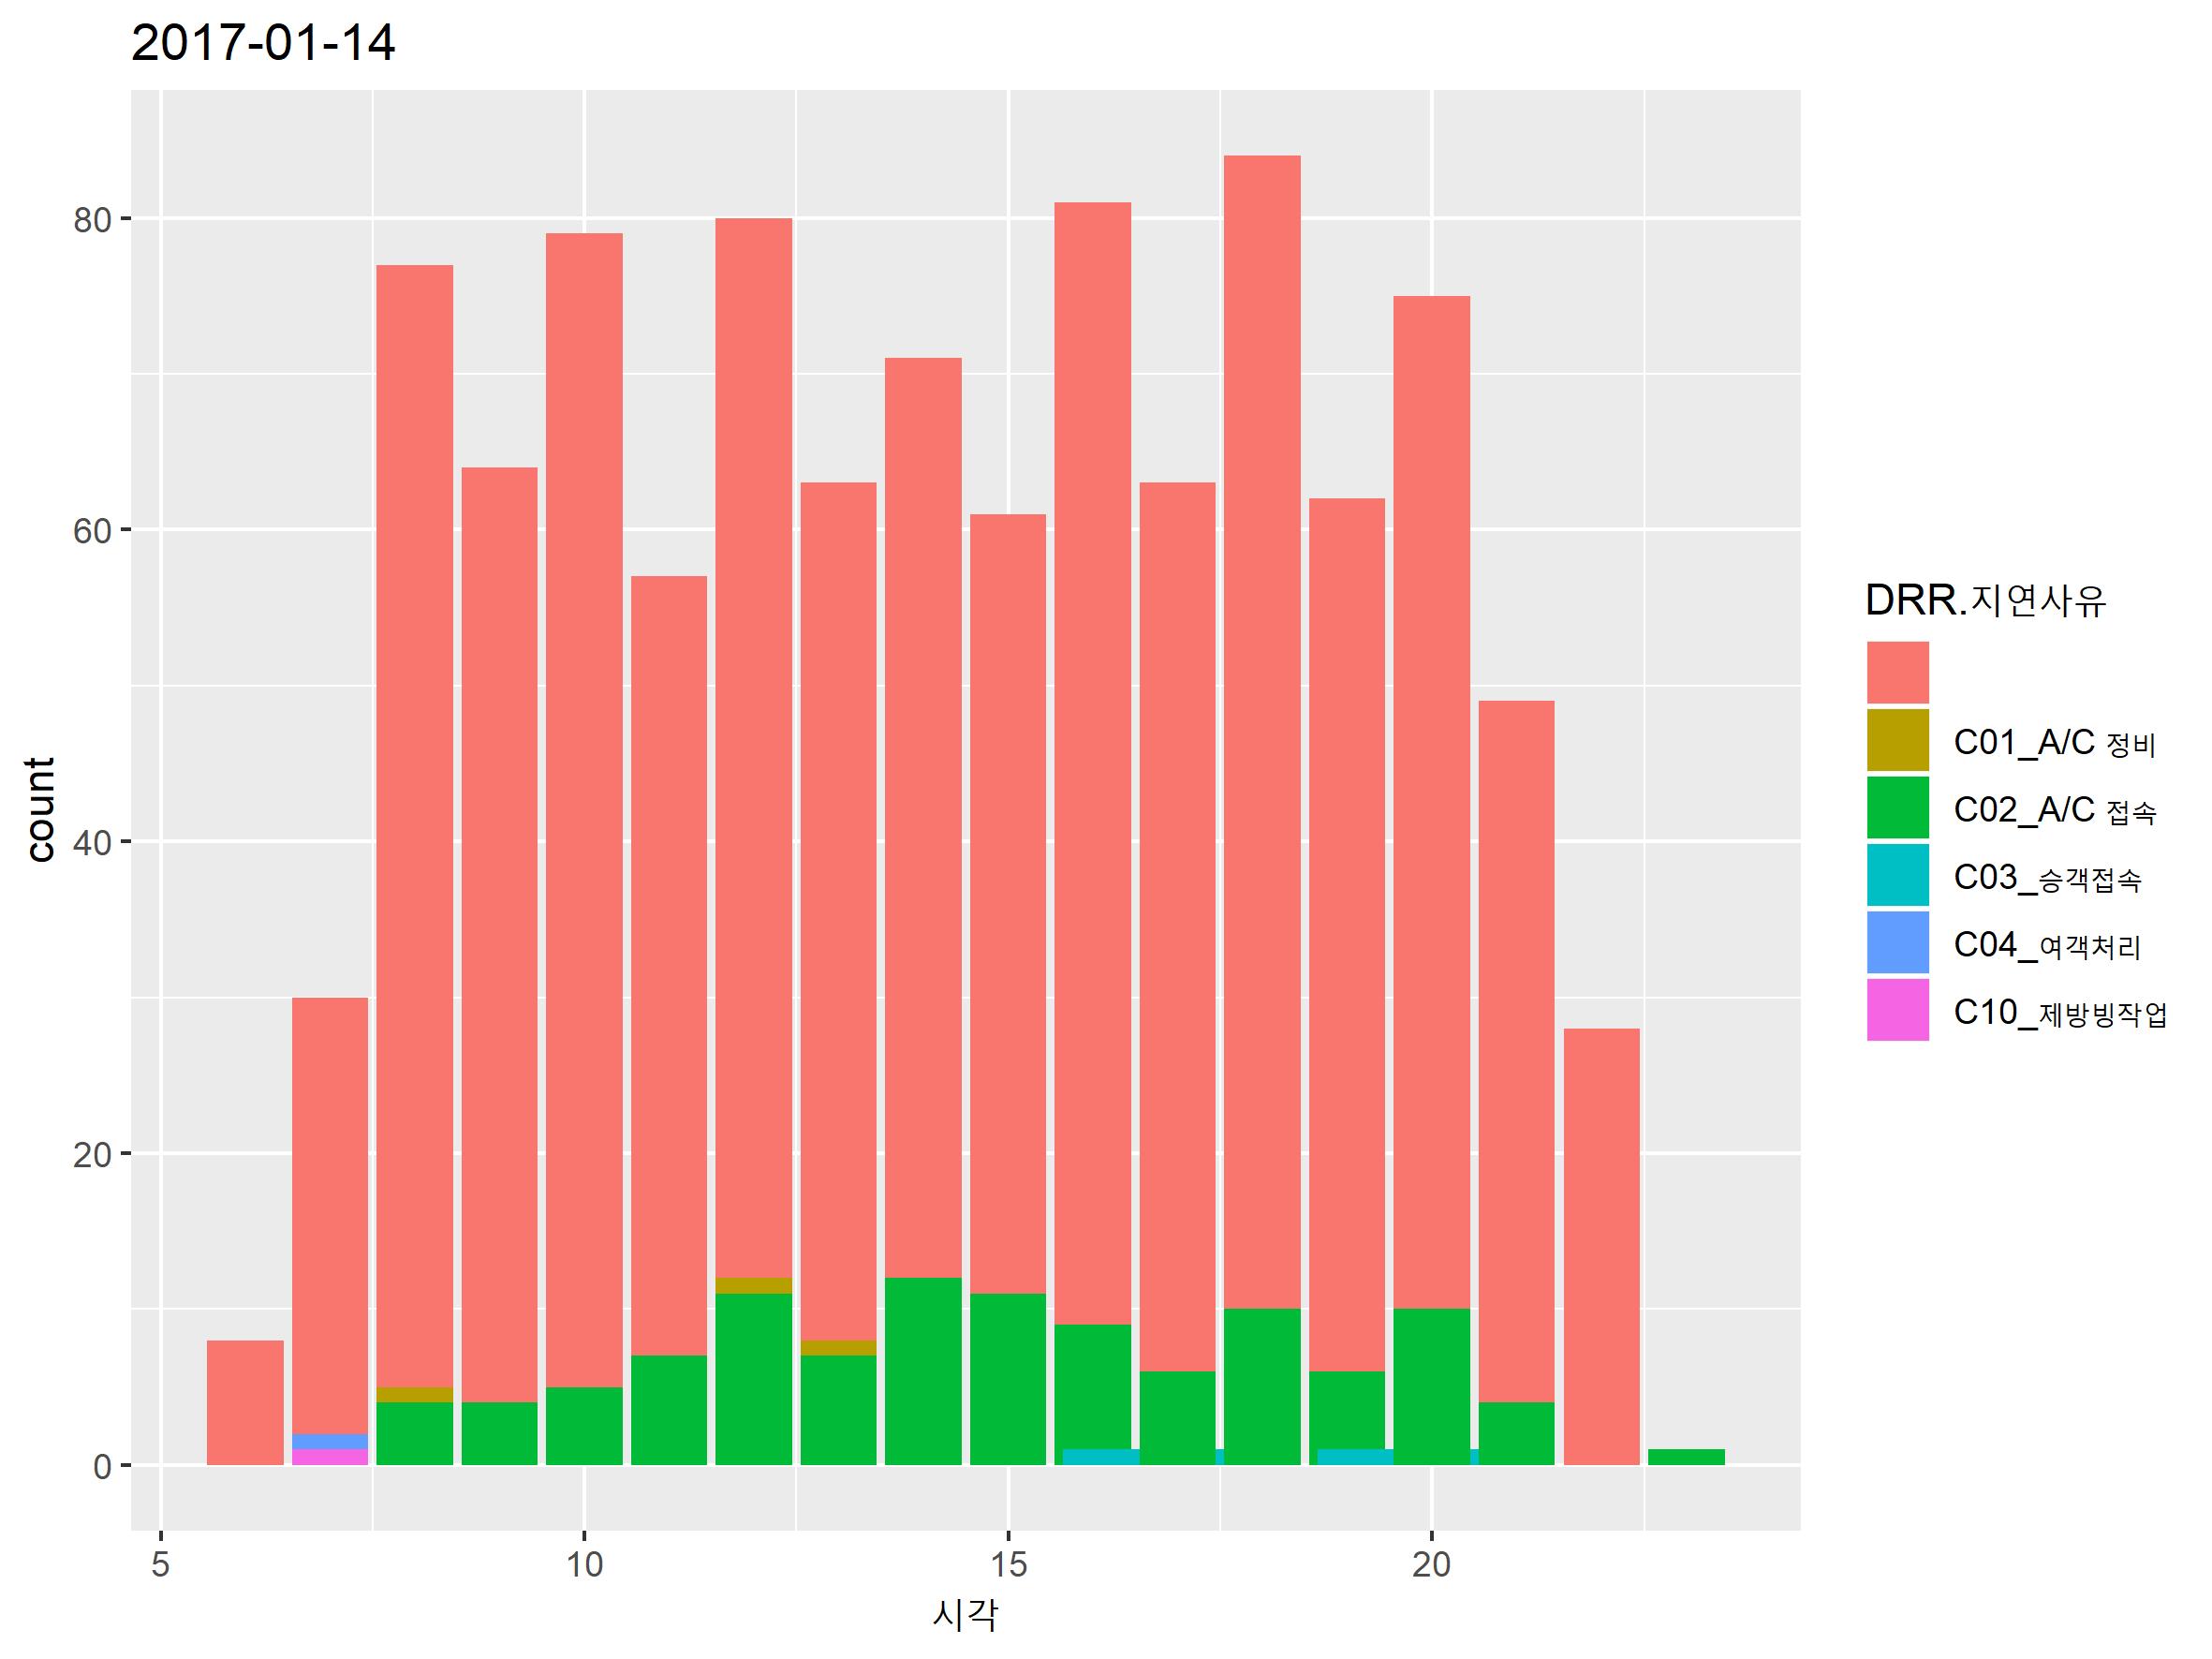 2017-01-14
80
60
40
20
0
count
5 10 15 20
시각
DRR.지연사유
C01_A/C 정비
C02_A/C 접속
C03_승객접속
C04_여객처리
C10_제방빙작업